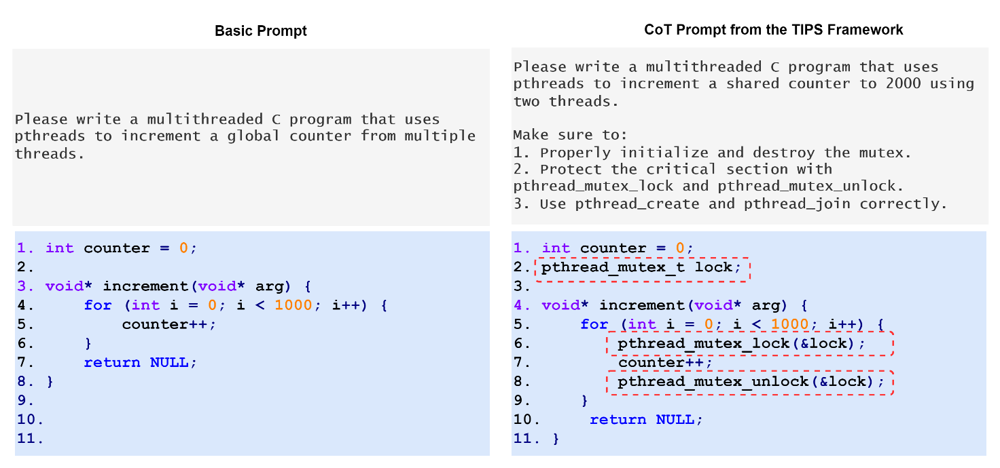 Basic Prompt
Please write a multithreaded C program that uses
pthreads to increment a global counter from multiple
threads.
1. int counter = 0;
2.
3. void* increment(void* arg) {
4.      for (int i = 0; i < 1000; i++) {
5.          counter++;
6.      }
7.      return NULL;
8. }
9.
10.
11.
CoT Prompt from the TIPS Framework
Please write a multithreaded C program that uses
pthreads to increment a shared counter to 2000 using
two threads.
Make sure to:
1. Properly initialize and destroy the mutex.
2. Protect the critical section with
pthread_mutex_lock and pthread_mutex_unlock.
3. Use pthread_create and pthread_join correctly.
1. int counter = 0;
2. pthread_mutex_t lock;
3.
4. void* increment(void* arg) {
5.      for (int i = 0; i < 1000; i++) {
6.          pthread_mutex_lock(&lock);
7.          counter++;
8.          pthread_mutex_unlock(&lock);
9.      }
10.      return NULL;
11. }